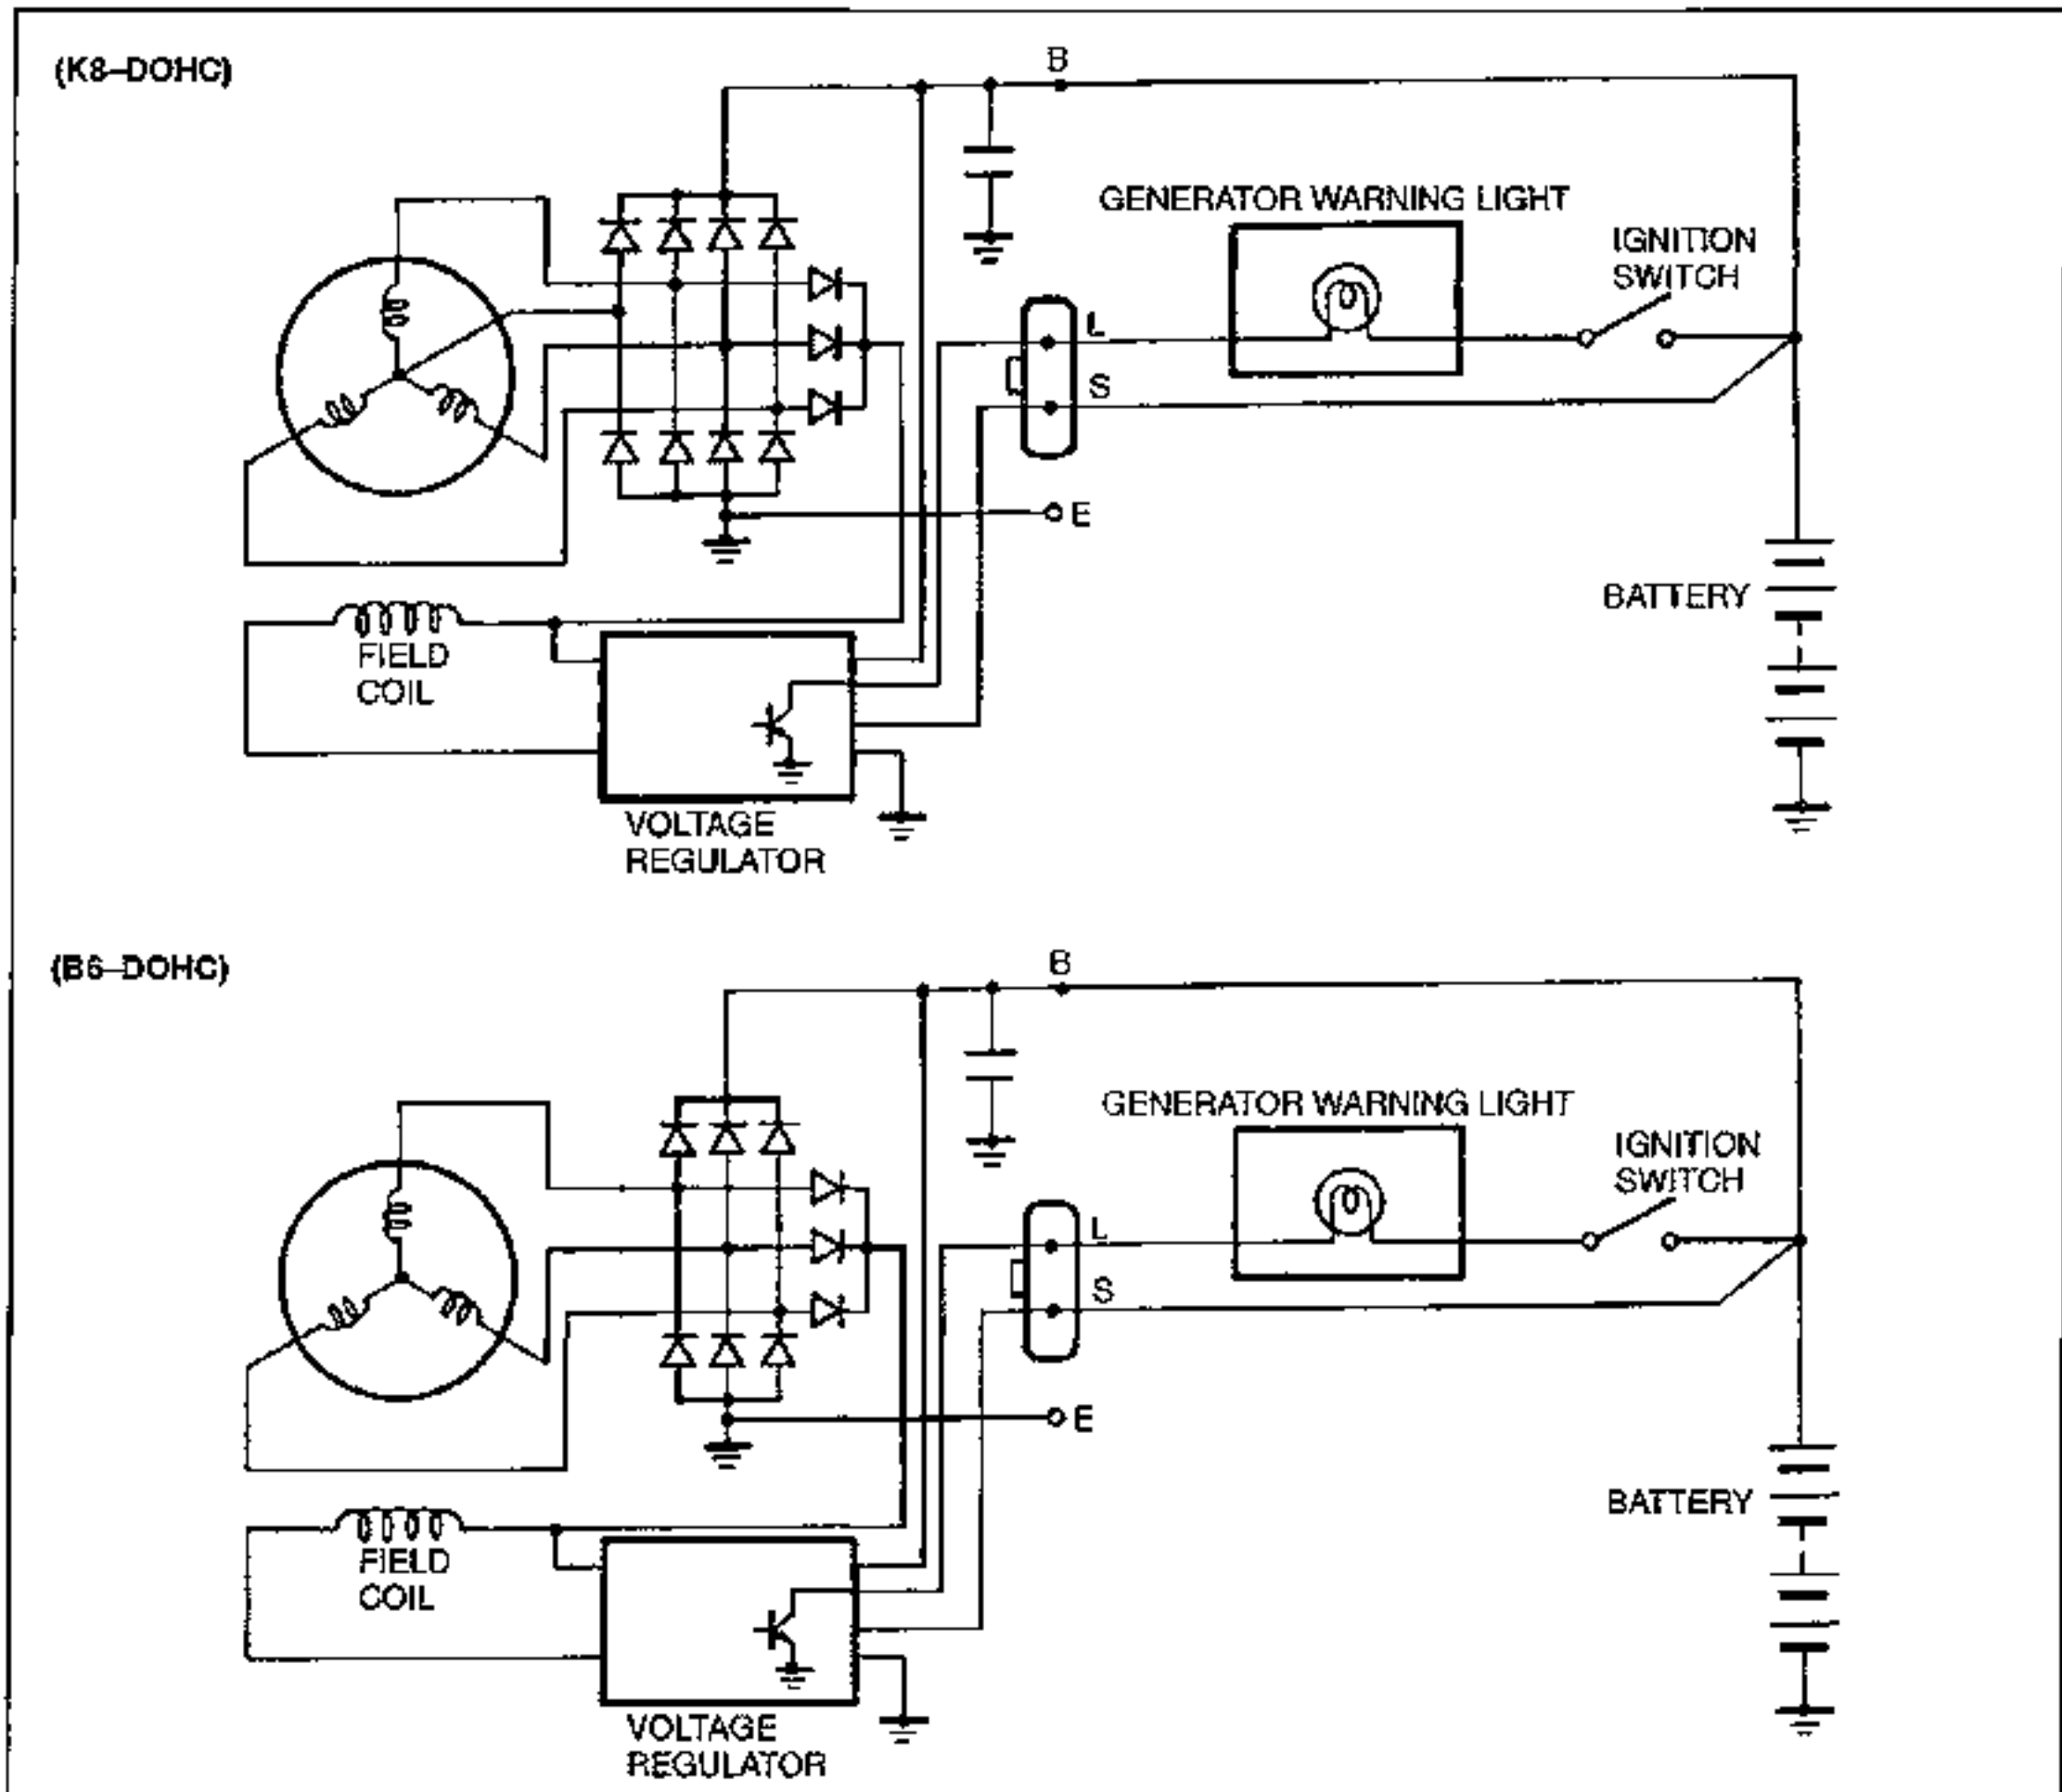 (K8–DOHC)
B
GENERATOR WARNING LIGHT
IGNITION
SWITCH
L
S
E
BATTERY
FIELD
COIL
VOLTAGE
REGULATOR
(B6–DOHC)
B
GENERATOR WARNING LIGHT
IGNITION
SWITCH
L
S
E
BATTERY
FIELD
COIL
VOLTAGE
REGULATOR